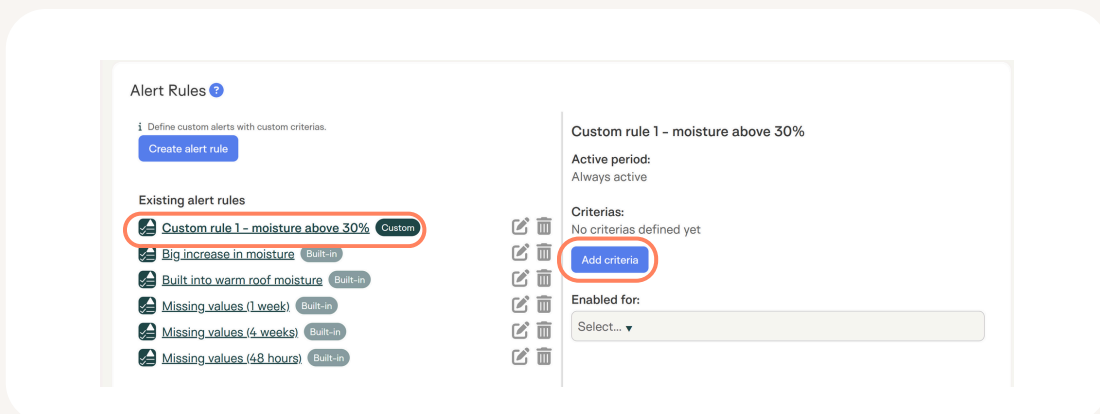 Alert Rules ?
i Define custom alerts with custom criterias.
Create alert rule
Existing alert rules
Custom rule 1 - moisture above 30% Custom
Big increase in moisture Built-in
Built into warm roof moisture Built-in
Missing values (1 week) Built-in
Missing values (4 weeks) Built-in
Missing values (48 hours) Built-in
Custom rule 1 - moisture above 30%
Active period:
Always active
Criterias:
No criterias defined yet
Add criteria
Enabled for:
Select...